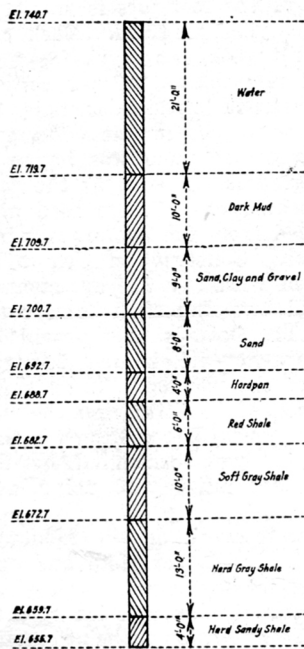 El. 740.7
21'-0"
Water
El. 719.7
10'-0"
Dark Mud
El. 709.7
9'-0"
Sand, Clay and Gravel
El. 700.7
8'-0"
Sand
El. 692.7
4'-0"
Hardpan
El. 688.7
6'-0"
Red Shale
El. 682.7
10'-0"
Soft Gray Shale
El. 672.7
13'-0"
Hard Gray Shale
El. 659.7
4'-0"
Hard Sandy Shale
El. 655.7